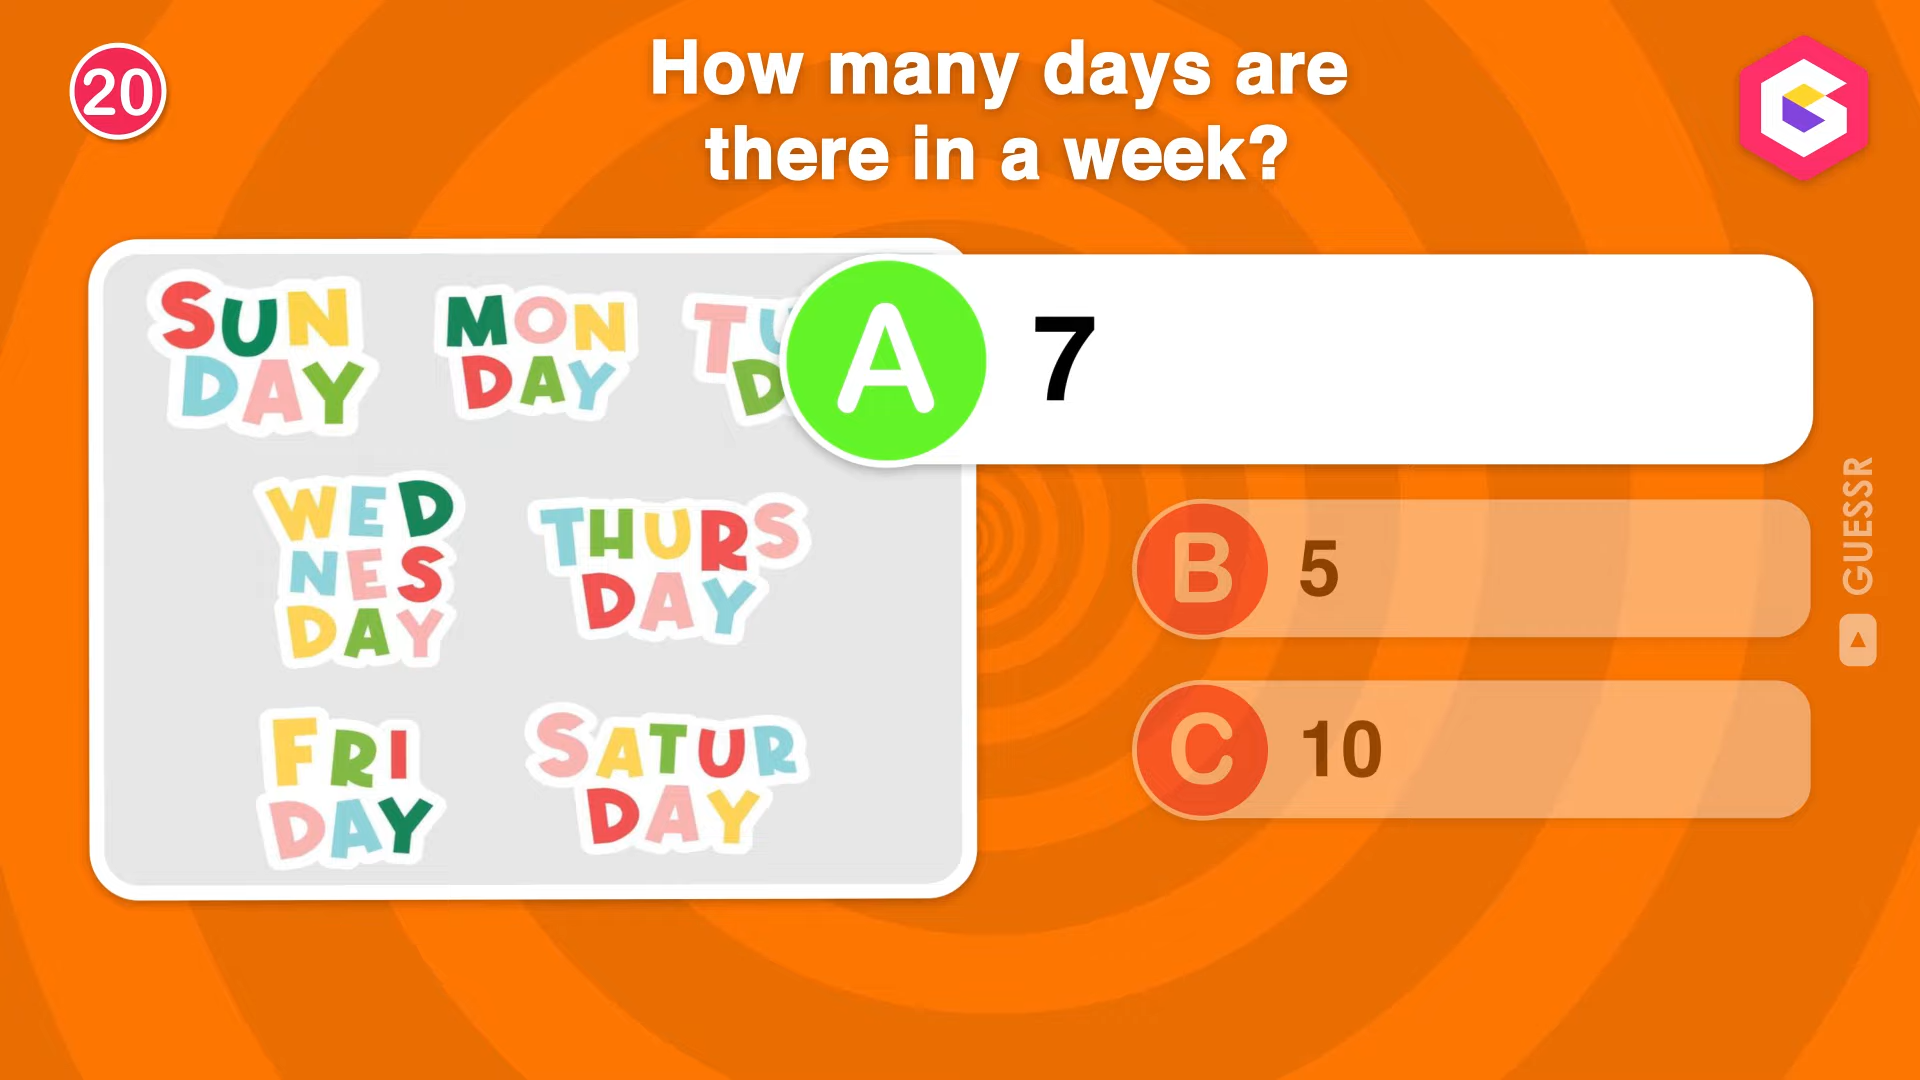 20
How many days are
there in a week?
SUN
DAY
MON
DAY
WED
NES
DAY
THURS
DAY
FRI
DAY
SATUR
DAY
A 7
B 5
C 10
GUESSR